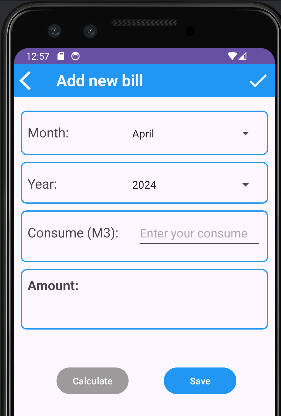 12:57
Add new bill
Month: April
Year: 2024
Consume (M3): Enter your consume
Amount:
Calculate Save